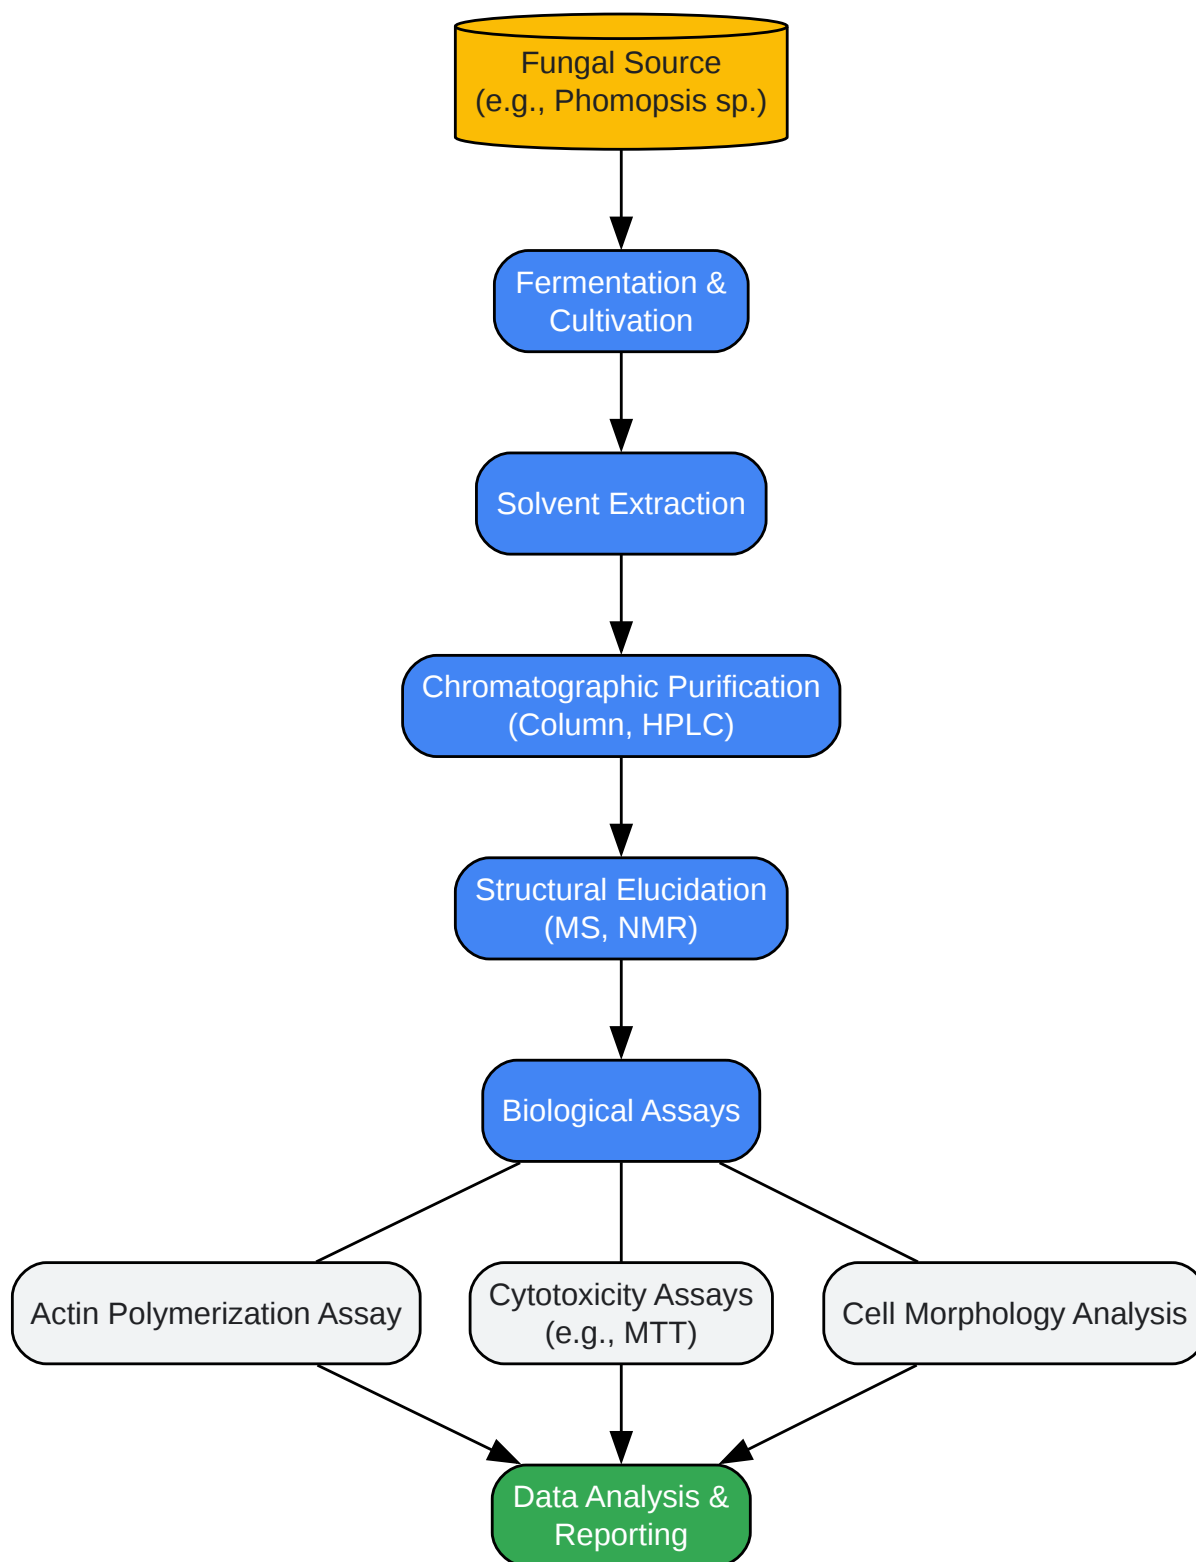 Fungal Source
(e.g., Phomopsis sp.)
Fermentation &
Cultivation
Solvent Extraction
Chromatographic Purification
(Column, HPLC)
Structural Elucidation
(MS, NMR)
Biological Assays
Actin Polymerization Assay
Cytotoxicity Assays
(e.g., MTT)
Cell Morphology Analysis
Data Analysis &
Reporting